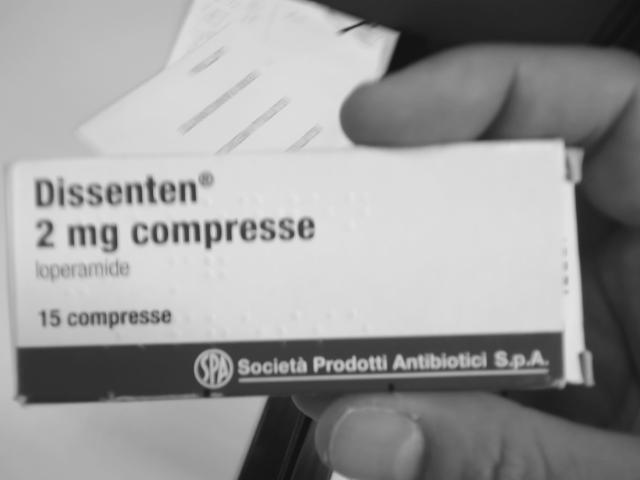 Dissenten®
2 mg compresse
loperamide
15 compresse
SPA Società Prodotti Antibiotici S.p.A.